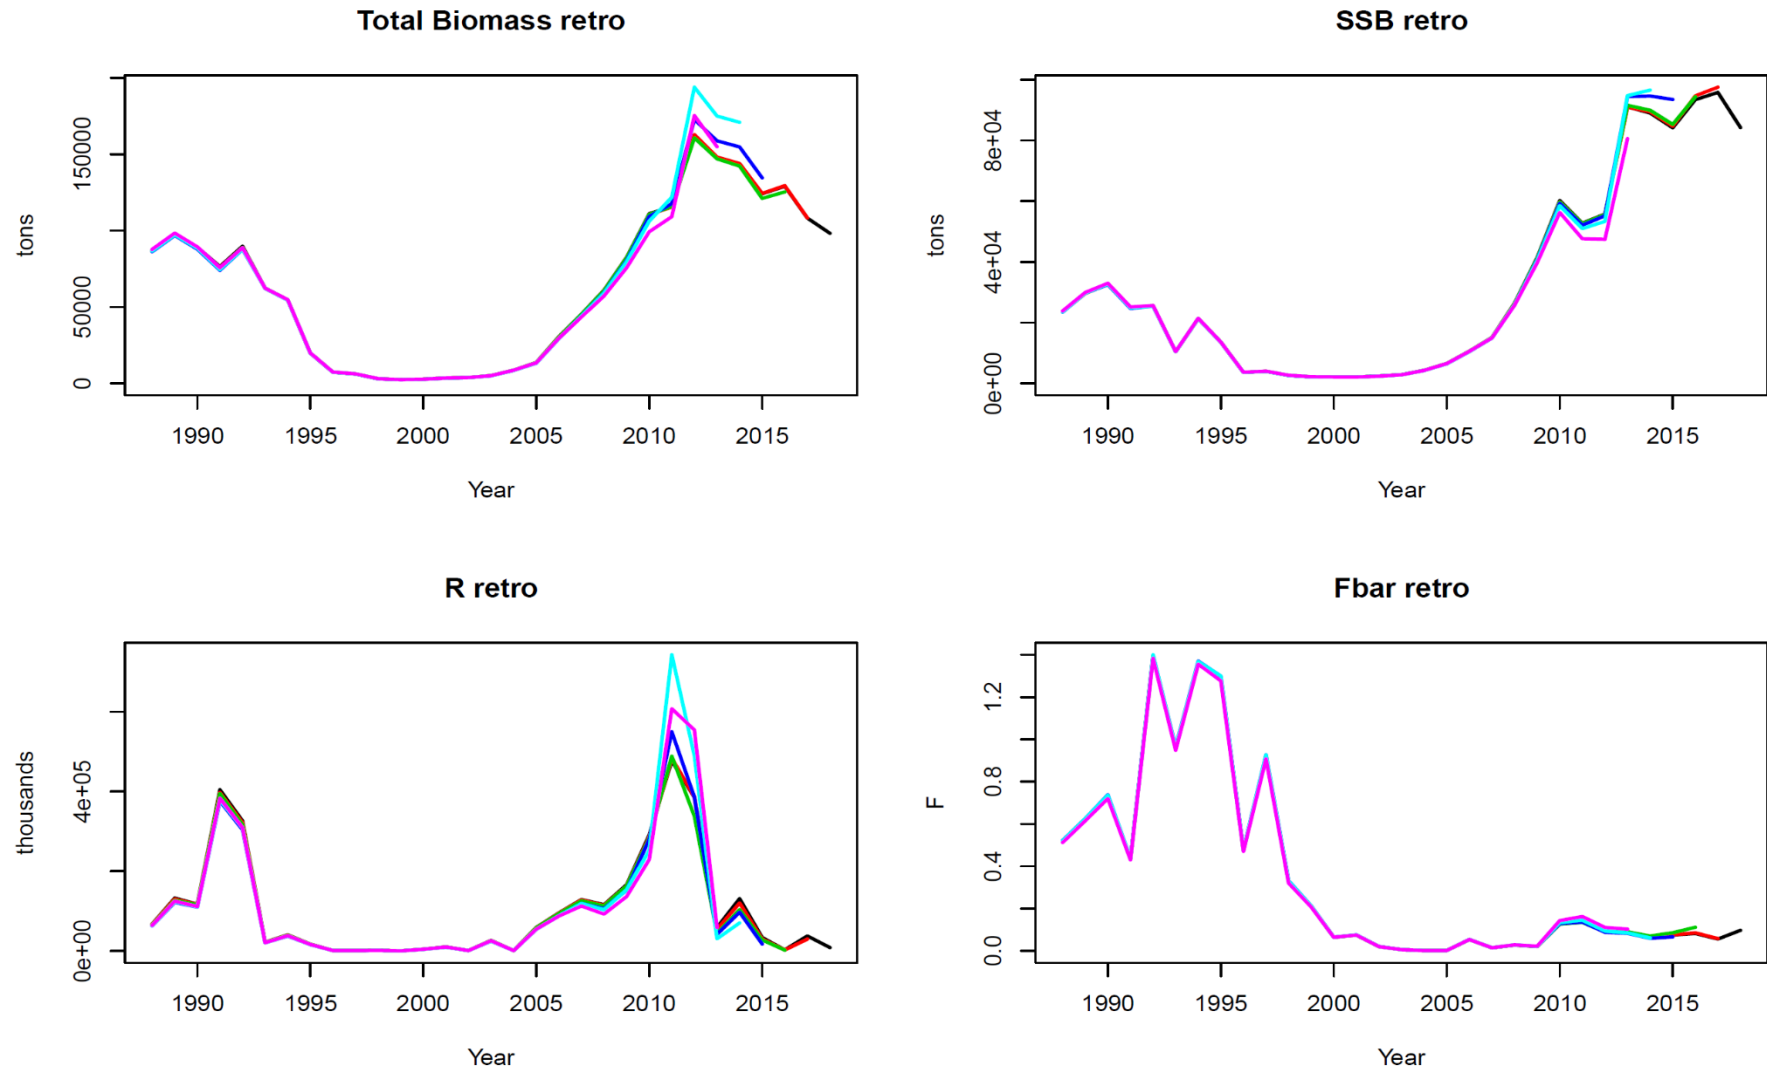 Total Biomass retro
SSB retro
150000
50000
0
tons
1990 1995 2000 2005 2010 2015
Year
8e+04
4e+04
0e+00
tons
1990 1995 2000 2005 2010 2015
Year
R retro
Fbar retro
4e+05
0e+00
thousands
1990 1995 2000 2005 2010 2015
Year
1.2
0.8
0.4
0.0
F
1990 1995 2000 2005 2010 2015
Year